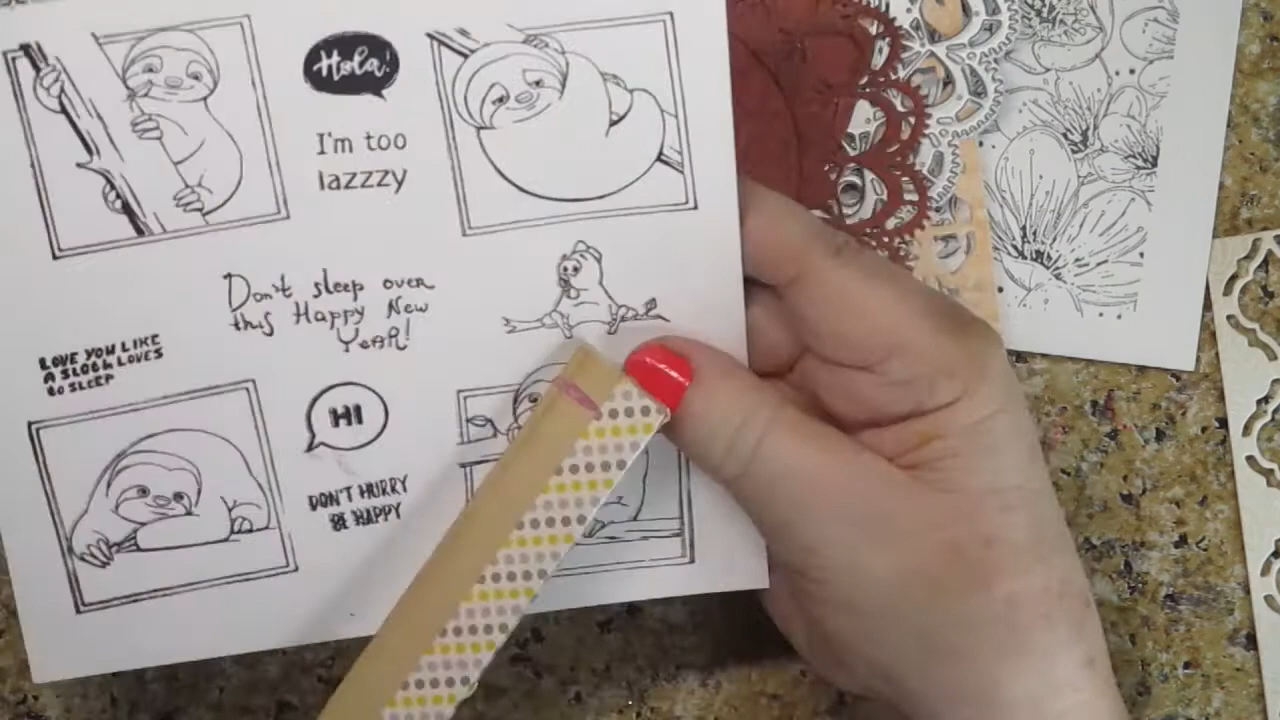 Hola!
I'm too
lazzzy
Don't sleep over
this Happy New
Year!
LOVE YOU LIKE
A SLOTH LOVES
to SLEEP
HI
DON'T HURRY
BE HAPPY